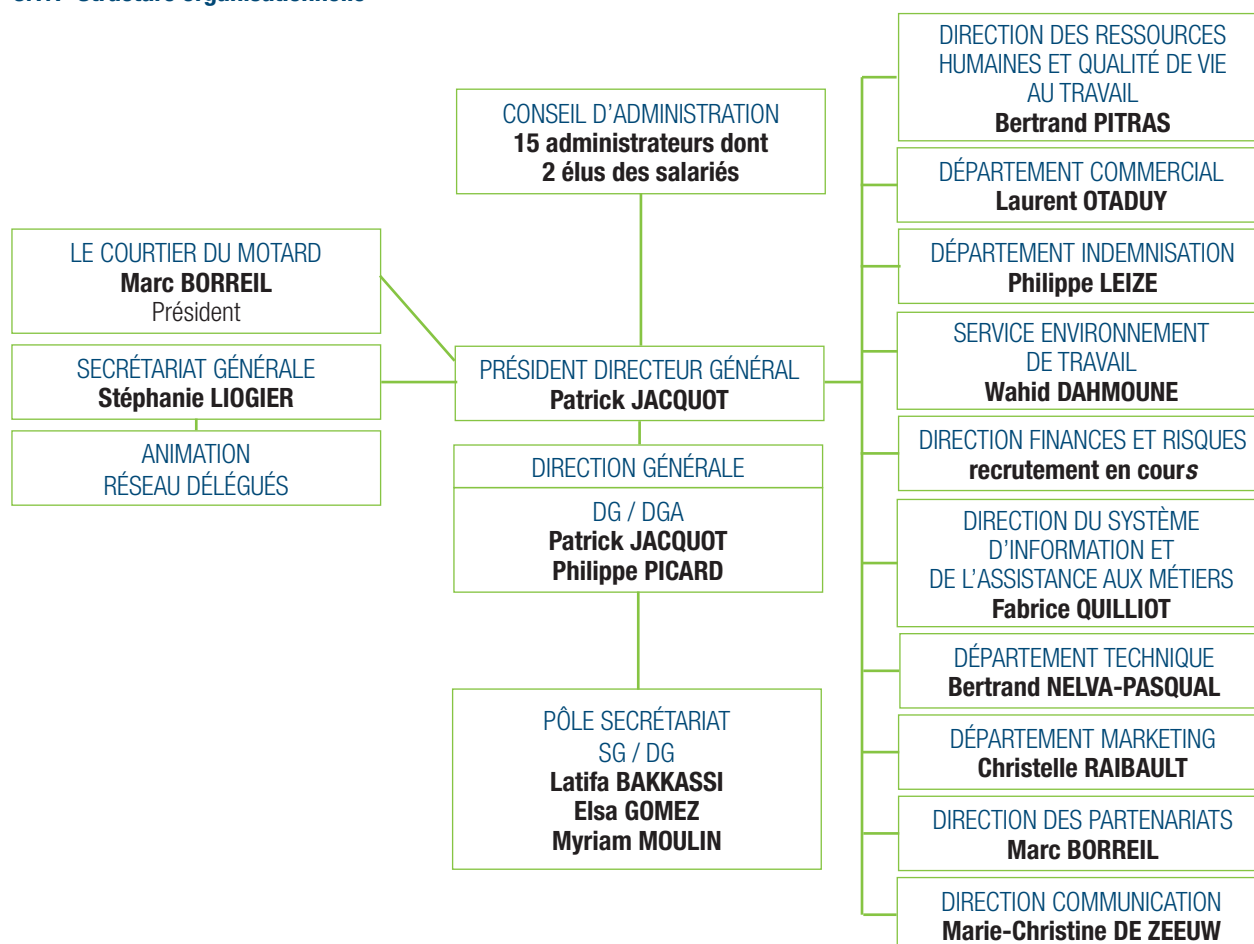 CONSEIL D'ADMINISTRATION
15 administrateurs dont
2 élus des salariés
LE COURTIER DU MOTARD
Marc BORREIL
Président
SECRÉTARIAT GÉNÉRALE
Stéphanie LIOGIER
ANIMATION
RÉSEAU DÉLÉGUÉS
PRÉSIDENT DIRECTEUR GÉNÉRAL
Patrick JACQUOT
DIRECTION GÉNÉRALE
DG / DGA
Patrick JACQUOT
Philippe PICARD
PÔLE SECRÉTARIAT
SG / DG
Latifa BAKKASSI
Elsa GOMEZ
Myriam MOULIN
DIRECTION DES RESSOURCES
HUMAINES ET QUALITÉ DE VIE
AU TRAVAIL
Bertrand PITRAS
DÉPARTEMENT COMMERCIAL
Laurent OTADUY
DÉPARTEMENT INDEMNISATION
Philippe LEIZE
SERVICE ENVIRONNEMENT
DE TRAVAIL
Wahid DAHMOUNE
DIRECTION FINANCES ET RISQUES
recrutement en cours
DIRECTION DU SYSTÈME
D'INFORMATION ET
DE L'ASSISTANCE AUX MÉTIERS
Fabrice QUILLIOT
DÉPARTEMENT TECHNIQUE
Bertrand NELVA-PASQUAL
DÉPARTEMENT MARKETING
Christelle RAIBAULT
DIRECTION DES PARTENARIATS
Marc BORREIL
DIRECTION COMMUNICATION
Marie-Christine DE ZEEUW